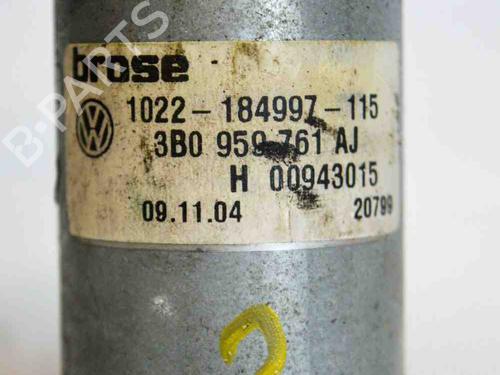 brose
1022-184997-115
3B0 959 761 AJ
H 00943015
09.11.04 20799
B-PARTS